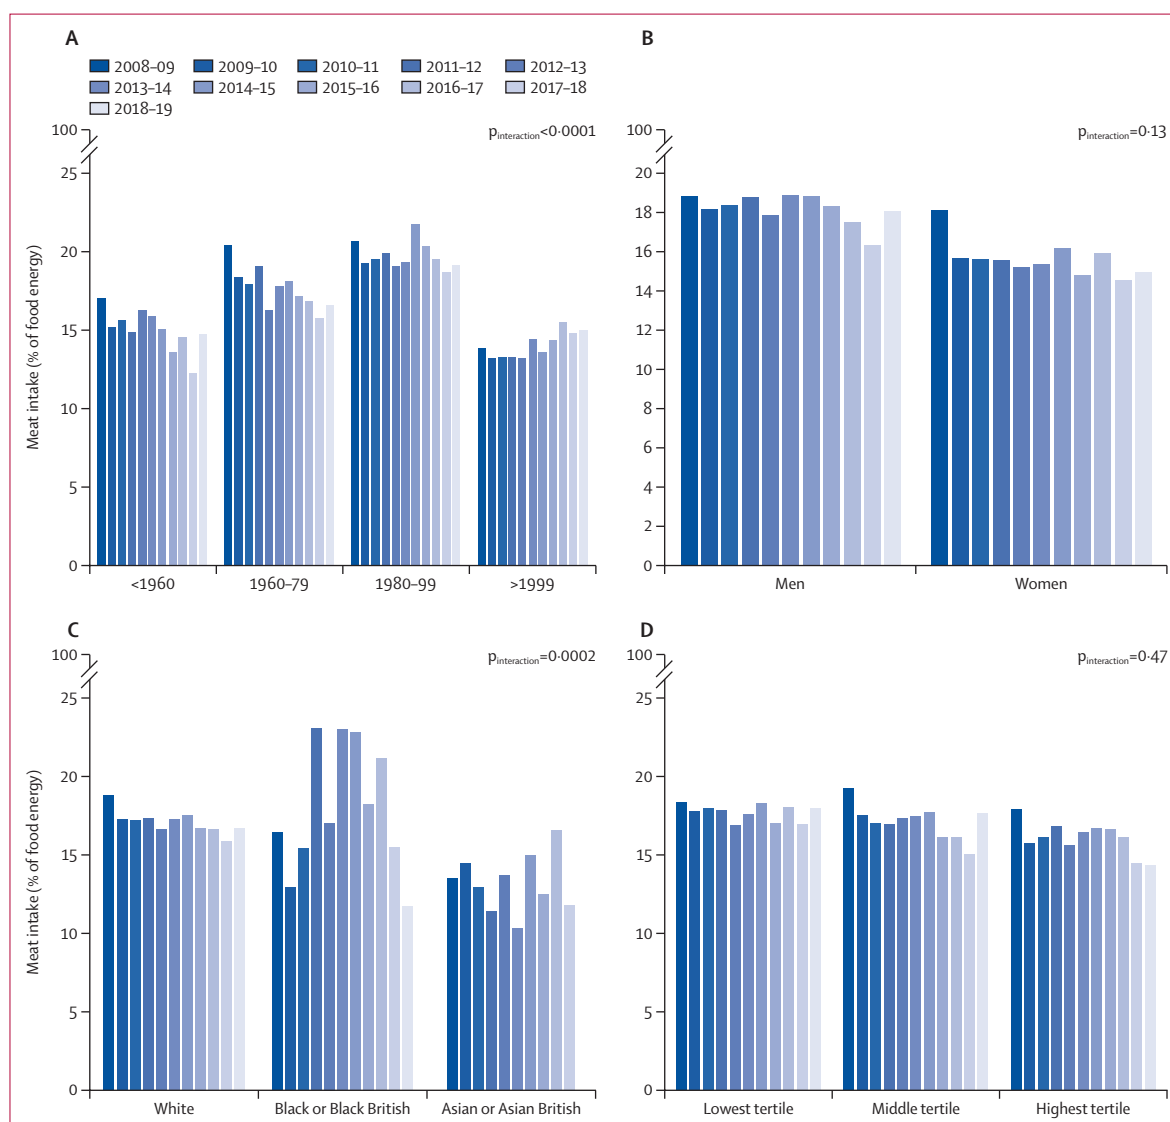 A
2008–09 2009–10 2010–11 2011–12 2012–13
2013–14 2014–15 2015–16 2016–17 2017–18
2018–19
pinteraction<0·0001
Meat intake (% of food energy)
100
25
20
15
10
5
0
<1960 1960–79 1980–99 >1999
B
pinteraction=0·13
100
20
18
16
14
12
10
8
6
4
2
0
Men Women
C
pinteraction=0·0002
Meat intake (% of food energy)
100
25
20
15
10
5
0
White Black or Black British Asian or Asian British
D
pinteraction=0·47
100
25
20
15
10
5
0
Lowest tertile Middle tertile Highest tertile